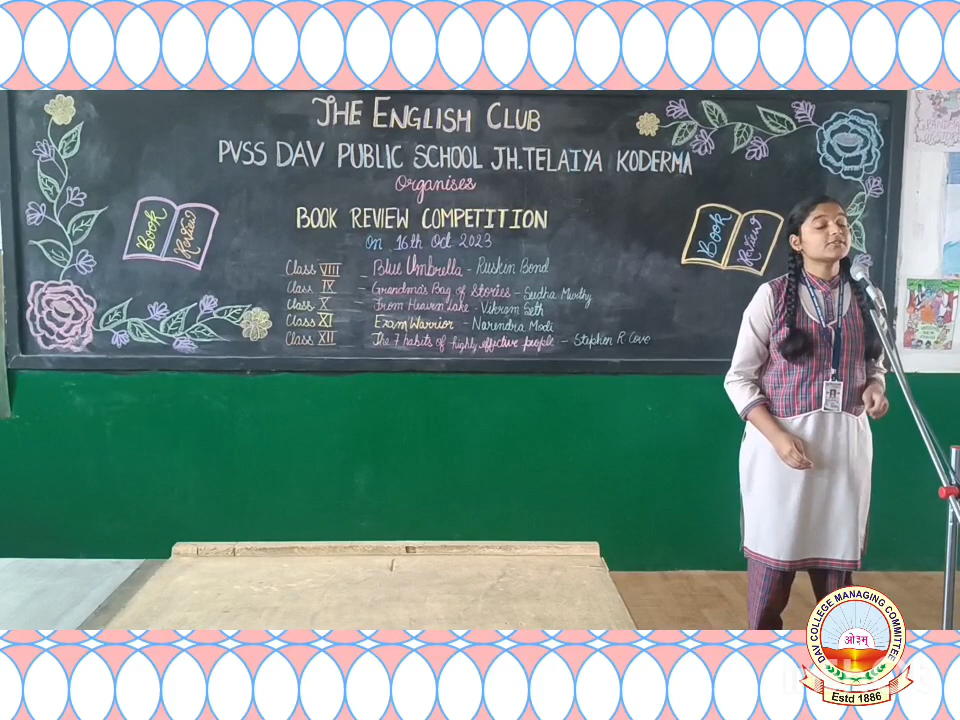 THE ENGLISH CLUB
PVSS DAV PUBLIC SCHOOL JH.TELAIYA KODERMA
Organises
BOOK REVIEW COMPETITION
On 16th Oct 2023
Class VIII - Blue Umbrella - Ruskin Bond
Class IX - Grandma's Bag of Stories - Sudha Murthy
Class X - From Heaven Lake - Vikram Seth
Class XI - Exam Warrior - Narendra Modi
Class XII The 7 habits of highly effective people - Stephen R Cove
Book
Review
Book
Review
DAV COLLEGE MANAGING COMMITTEE
ओ३म्
Estd 1886